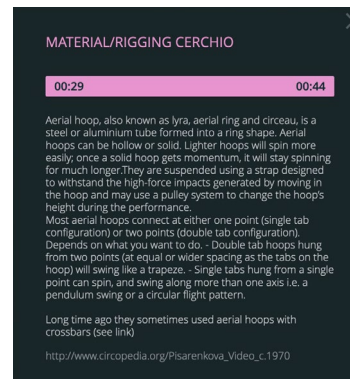 MATERIAL/RIGGING CERCHIO
00:29 00:44
Aerial hoop, also known as lyra, aerial ring and circeau, is a
steel or aluminium tube formed into a ring shape. Aerial
hoops can be hollow or solid. Lighter hoops will spin more
easily; once a solid hoop gets momentum, it will stay spinning
for much longer.They are suspended using a strap designed
to withstand the high-force impacts generated by moving in
the hoop and may use a pulley system to change the hoop's
height during the performance.
Most aerial hoops connect at either one point (single tab
configuration) or two points (double tab configuration).
Depends on what you want to do. - Double tab hoops hung
from two points (at equal or wider spacing as the tabs on the
hoop) will swing like a trapeze. - Single tabs hung from a single
point can spin, and swing along more than one axis i.e. a
pendulum swing or a circular flight pattern.
Long time ago they sometimes used aerial hoops with
crossbars (see link)
http://www.circopedia.org/Pisarenkova_Video_c.1970